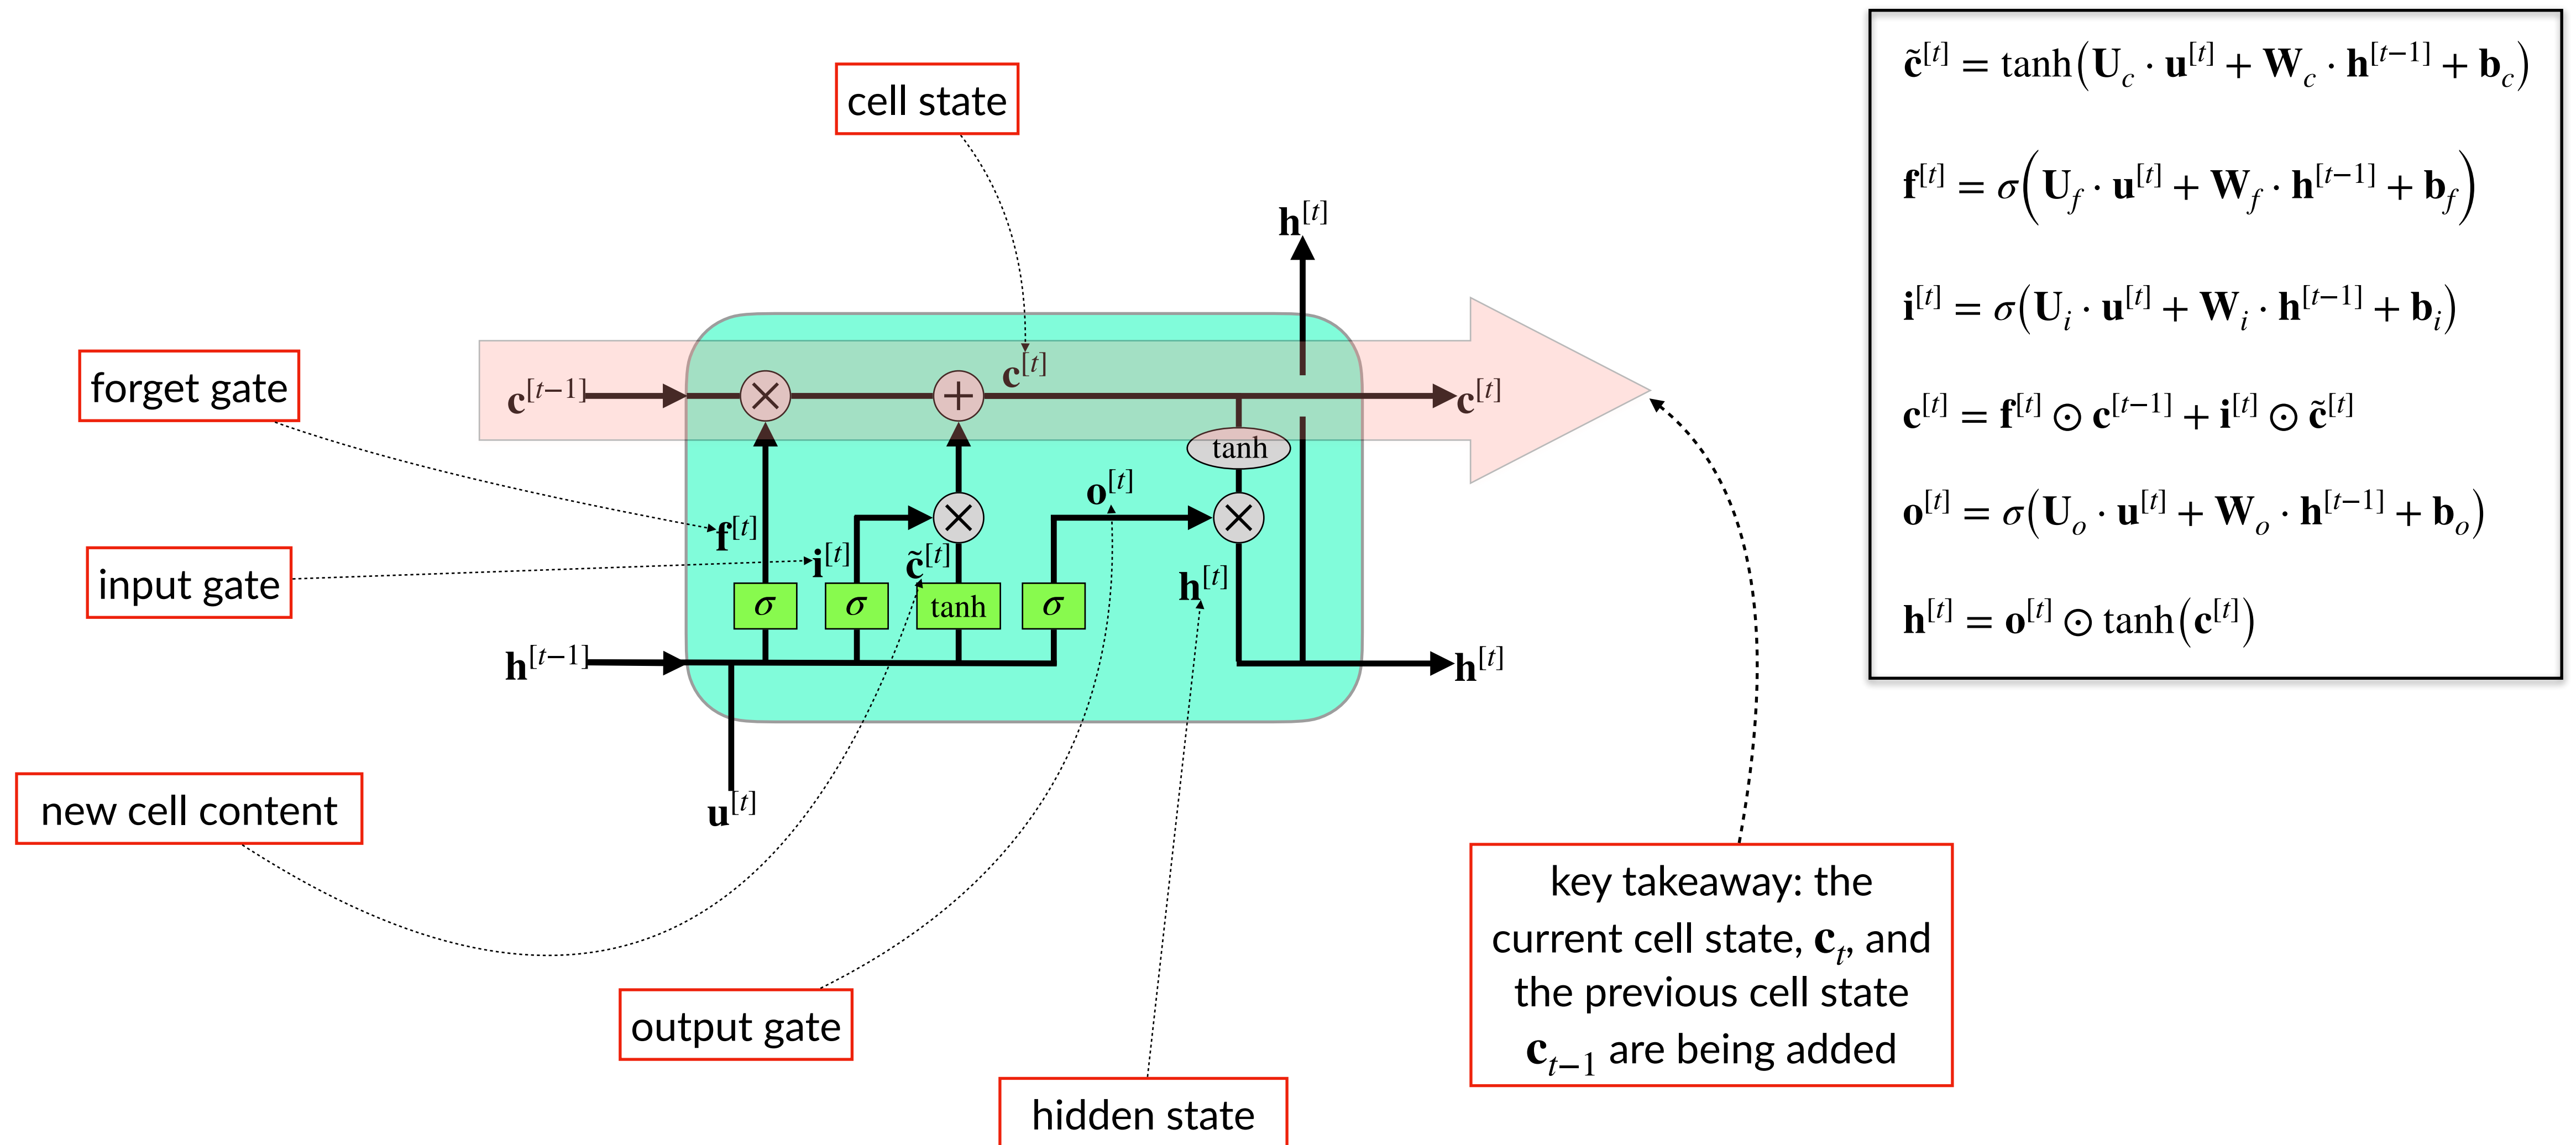 c̃^[t] = tanh(U_c · u^[t] + W_c · h^[t−1] + b_c)
f^[t] = σ(U_f · u^[t] + W_f · h^[t−1] + b_f)
i^[t] = σ(U_i · u^[t] + W_i · h^[t−1] + b_i)
c^[t] = f^[t] ⊙ c^[t−1] + i^[t] ⊙ c̃^[t]
o^[t] = σ(U_o · u^[t] + W_o · h^[t−1] + b_o)
h^[t] = o^[t] ⊙ tanh(c^[t])
cell state
h^[t]
forget gate
c^[t−1]
×
+
c^[t]
c^[t]
tanh
input gate
f^[t]
i^[t]
×
c̃^[t]
o^[t]
×
h^[t]
σ
σ
tanh
σ
h^[t−1]
h^[t]
u^[t]
new cell content
output gate
hidden state
key takeaway: the
current cell state, c_t, and
the previous cell state
c_t−1 are being added